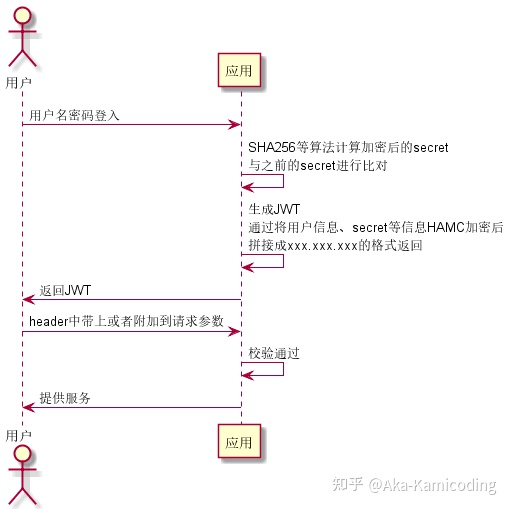 用户
应用
用户名密码登入
SHA256等算法计算加密后的secret
与之前的secret进行比对
生成JWT
通过将用户信息、secret等信息HAMC加密后
拼接成xxx.xxx.xxx的格式返回
返回JWT
header中带上或者附加到请求参数
校验通过
提供服务
用户
应用
知乎 @Aka-Kamicoding